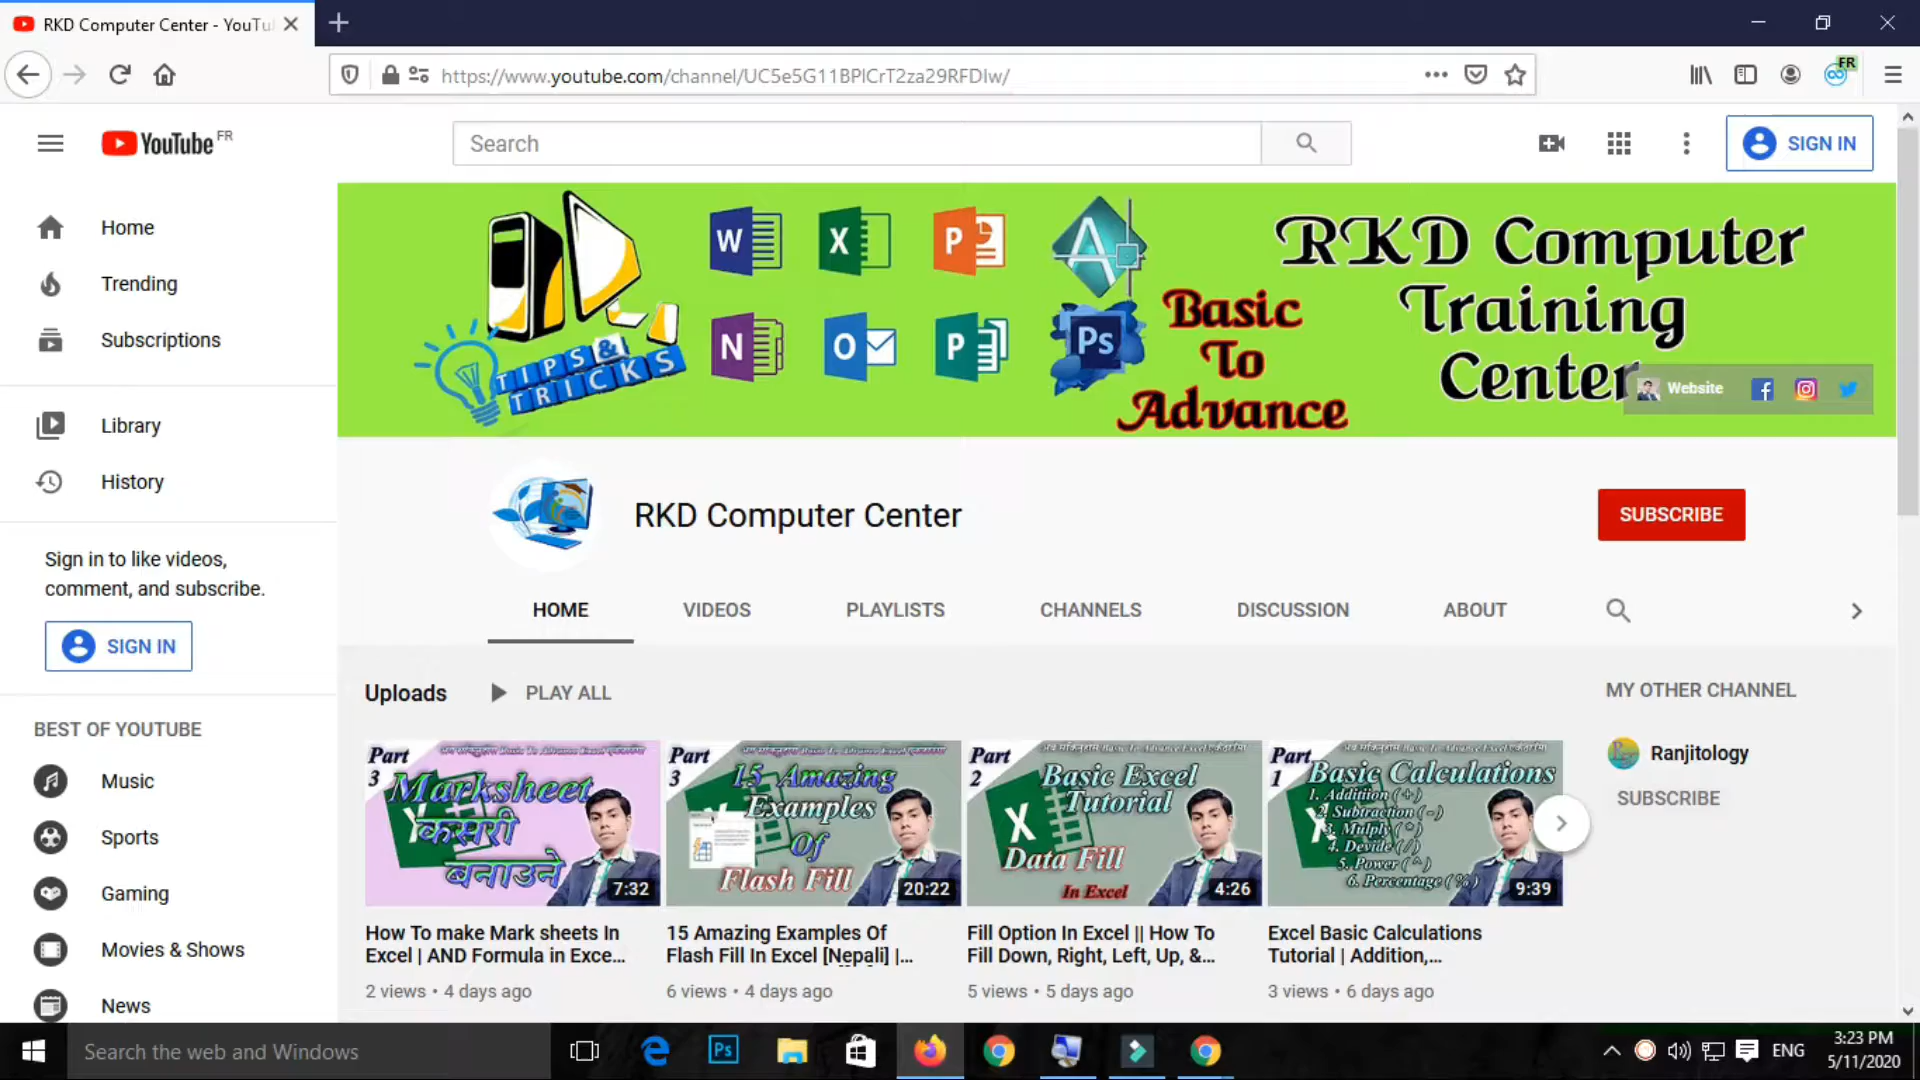 RKD Computer Center - YouTu
https://www.youtube.com/channel/UC5e5G11BPlCrT2za29RFDlw/
FR
YouTube FR
Search
SIGN IN
Home
Trending
Subscriptions
Library
History
Sign in to like videos,
comment, and subscribe.
SIGN IN
BEST OF YOUTUBE
Music
Sports
Gaming
Movies & Shows
News
TIPS &
TRICKS
W X P A
N O P Ps
Basic
To
Advance
RKD Computer
Training
Center
Website
RKD Computer Center
SUBSCRIBE
HOME VIDEOS PLAYLISTS CHANNELS DISCUSSION ABOUT
Uploads PLAY ALL
Part
3
Marksheet
कसरी
बनाउने
7:32
How To make Mark sheets In
Excel | AND Formula in Exce...
2 views • 4 days ago
Part
3
15 Amazing
Examples
Of
Flash Fill
20:22
15 Amazing Examples Of
Flash Fill In Excel [Nepali] |...
6 views • 4 days ago
Part
2
Basic Excel
Tutorial
X
Data Fill
In Excel
4:26
Fill Option In Excel || How To
Fill Down, Right, Left, Up, &...
5 views • 5 days ago
Part
1
Basic Calculations
1. Additiion ( + )
2. Subtraction ( - )
3. Mulply ( * )
4. Devide ( / )
5. Power ( ^ )
6. Percentage ( % )
9:39
Excel Basic Calculations
Tutorial | Addition,...
3 views • 6 days ago
MY OTHER CHANNEL
Ranjitology
SUBSCRIBE
Search the web and Windows
Ps
ENG
3:23 PM
5/11/2020